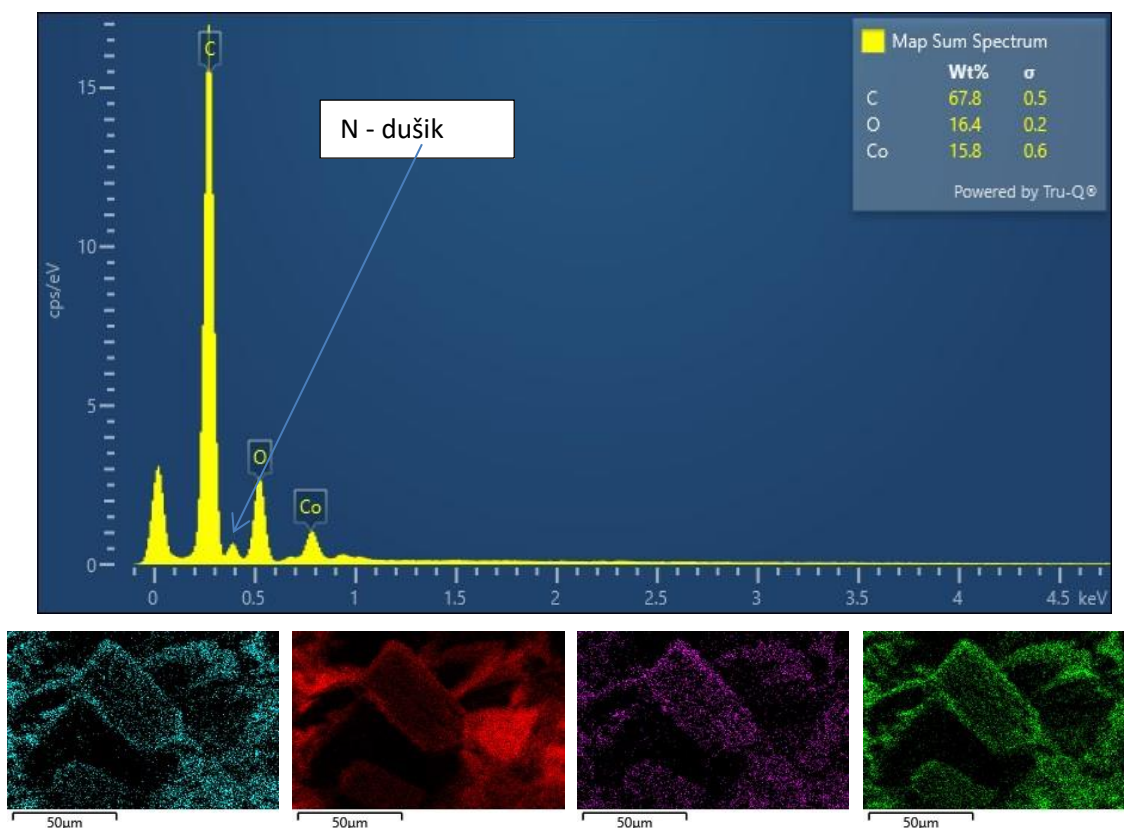 Map Sum Spectrum
Wt% σ
C 67.8 0.5
O 16.4 0.2
Co 15.8 0.6
Powered by Tru-Q®
C
N - dušik
O
Co
cps/eV
15
10
5
0
0 0.5 1 1.5 2 2.5 3 3.5 4 4.5 keV
50µm 50µm 50µm 50µm